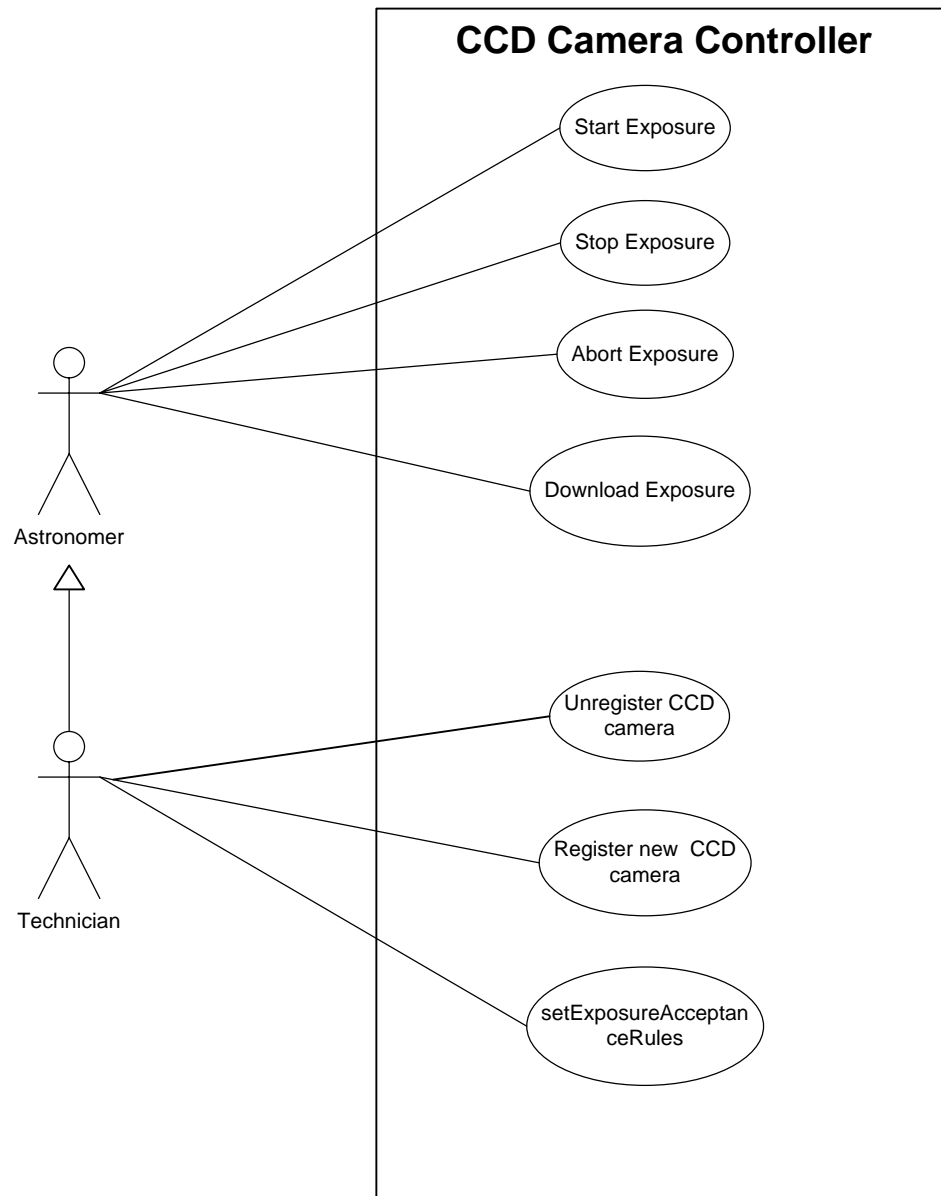 CCD Camera Controller
Start Exposure
Stop Exposure
Abort Exposure
Download Exposure
Astronomer
Unregister CCD
camera
Register new  CCD
camera
Technician
setExposureAcceptan
ceRules